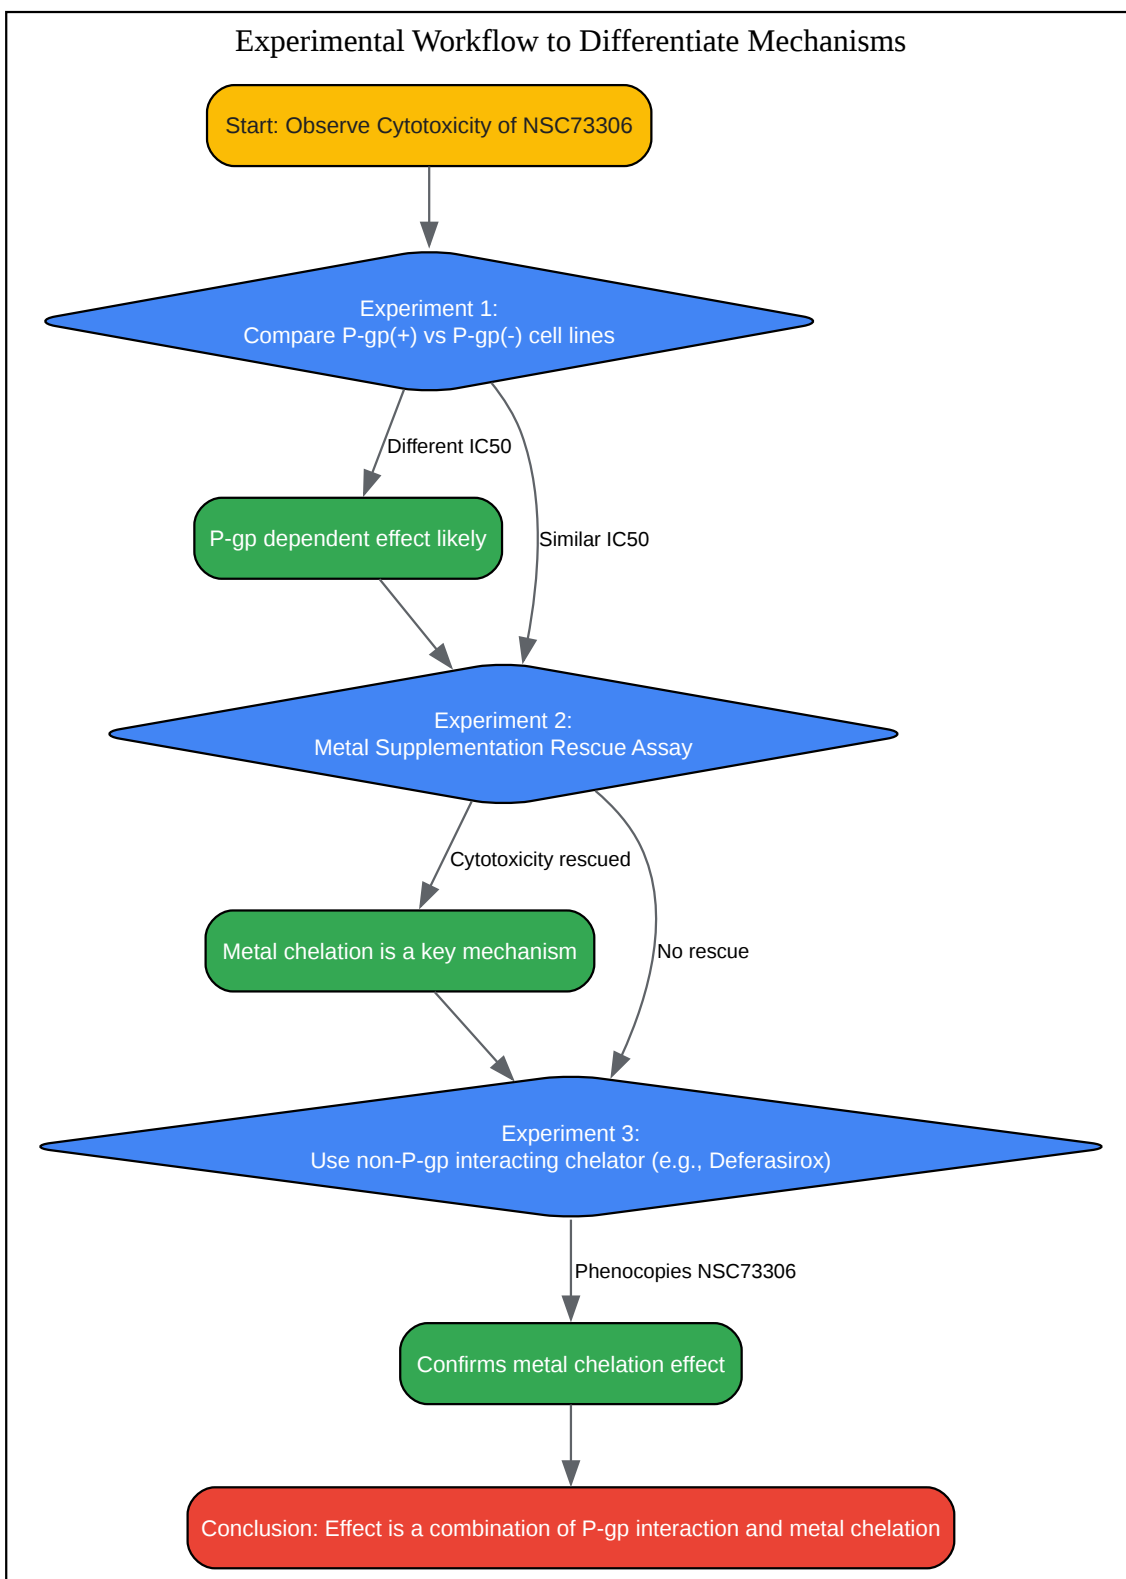 Experimental Workflow to Differentiate Mechanisms
Start: Observe Cytotoxicity of NSC73306
Experiment 1:
Compare P-gp(+) vs P-gp(-) cell lines
Different IC50
P-gp dependent effect likely
Similar IC50
Experiment 2:
Metal Supplementation Rescue Assay
Cytotoxicity rescued
Metal chelation is a key mechanism
No rescue
Experiment 3:
Use non-P-gp interacting chelator (e.g., Deferasirox)
Phenocopies NSC73306
Confirms metal chelation effect
Conclusion: Effect is a combination of P-gp interaction and metal chelation